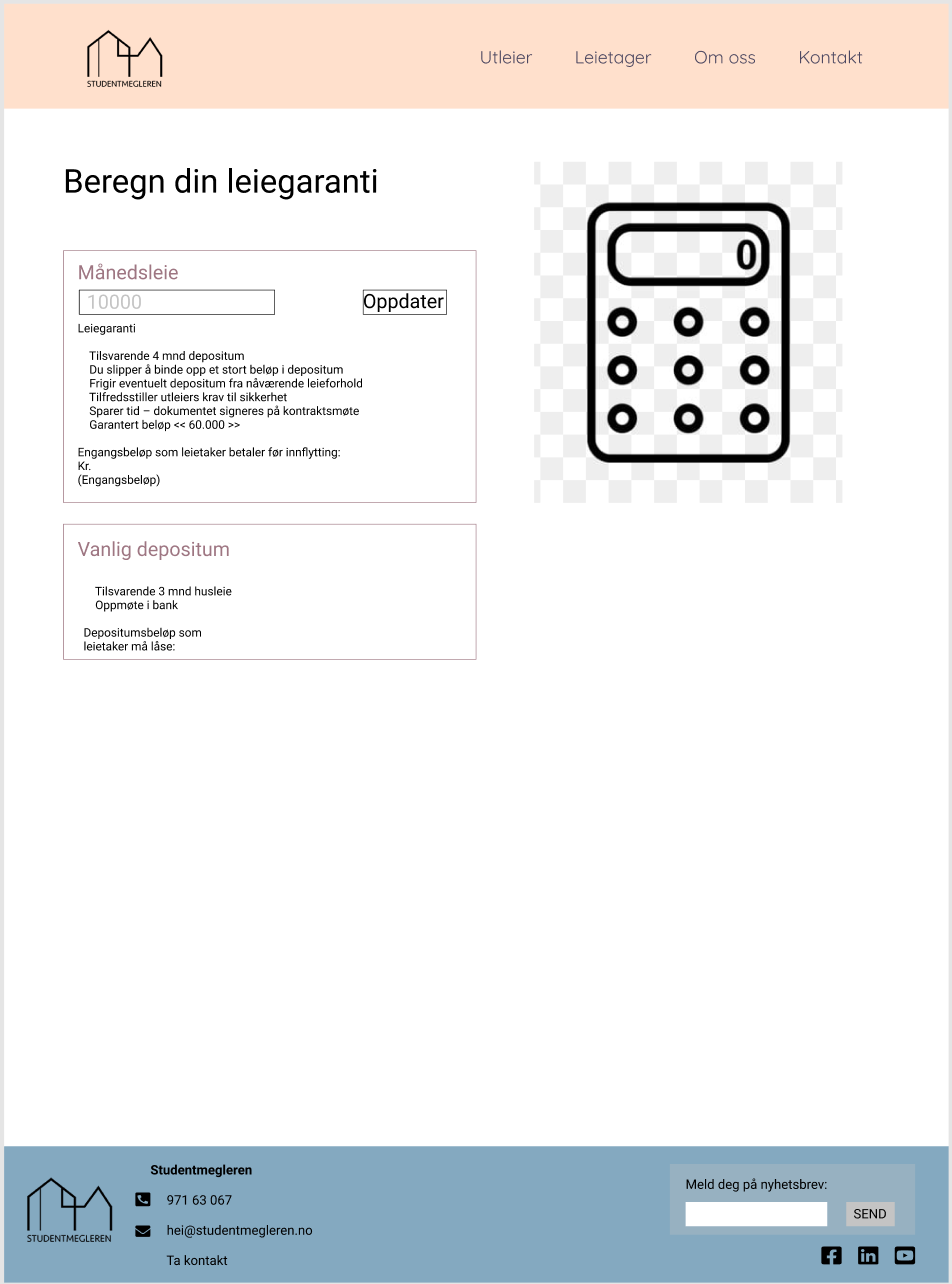 STUDENTMEGLEREN
Utleier Leietager Om oss Kontakt
Beregn din leiegaranti
0
Månedsleie
10000 Oppdater
Leiegaranti
Tilsvarende 4 mnd depositum
Du slipper å binde opp et stort beløp i depositum
Frigir eventuelt depositum fra nåværende leieforhold
Tilfredsstiller utleiers krav til sikkerhet
Sparer tid – dokumentet signeres på kontraktsmøte
Garantert beløp << 60.000 >>
Engangsbeløp som leietaker betaler før innflytting:
Kr.
(Engangsbeløp)
Vanlig depositum
Tilsvarende 3 mnd husleie
Oppmøte i bank
Depositumsbeløp som
leietaker må låse:
STUDENTMEGLEREN
Studentmegleren
971 63 067
hei@studentmegleren.no
Ta kontakt
Meld deg på nyhetsbrev:
SEND